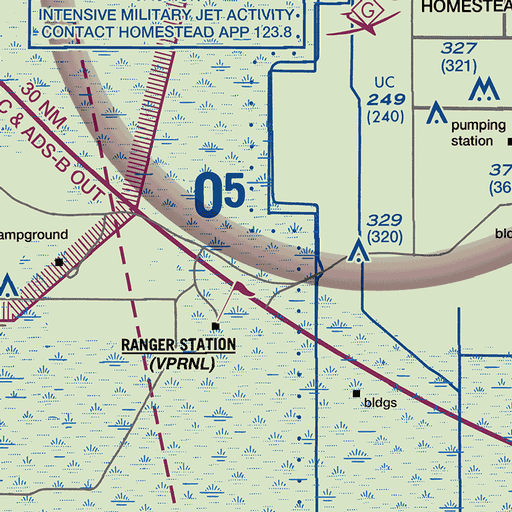 INTENSIVE MILITARY JET ACTIVITY
CONTACT HOMESTEAD APP 123.8
G
HOMESTEA
327
(321)
UC
249
(240)
pumping
station
37
(36
30 NM
C & ADS-B OUT
05
329
(320)
bld
ampground
RANGER STATION
(VPRNL)
bldgs